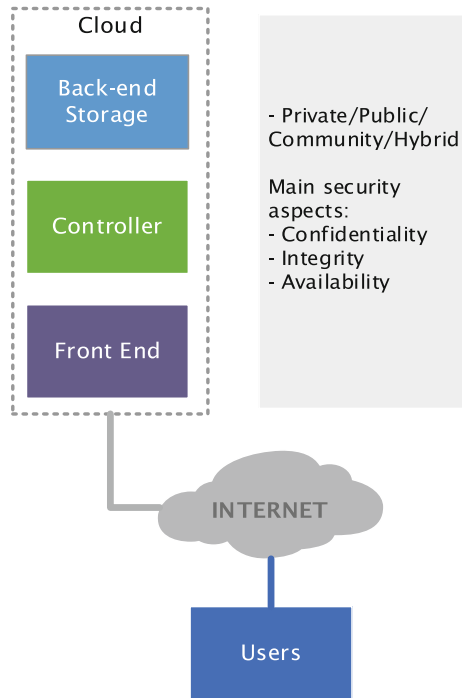 Cloud
Back-end
Storage
Controller
Front End
- Private/Public/
Community/Hybrid
Main security
aspects:
- Confidentiality
- Integrity
- Availability
INTERNET
Users